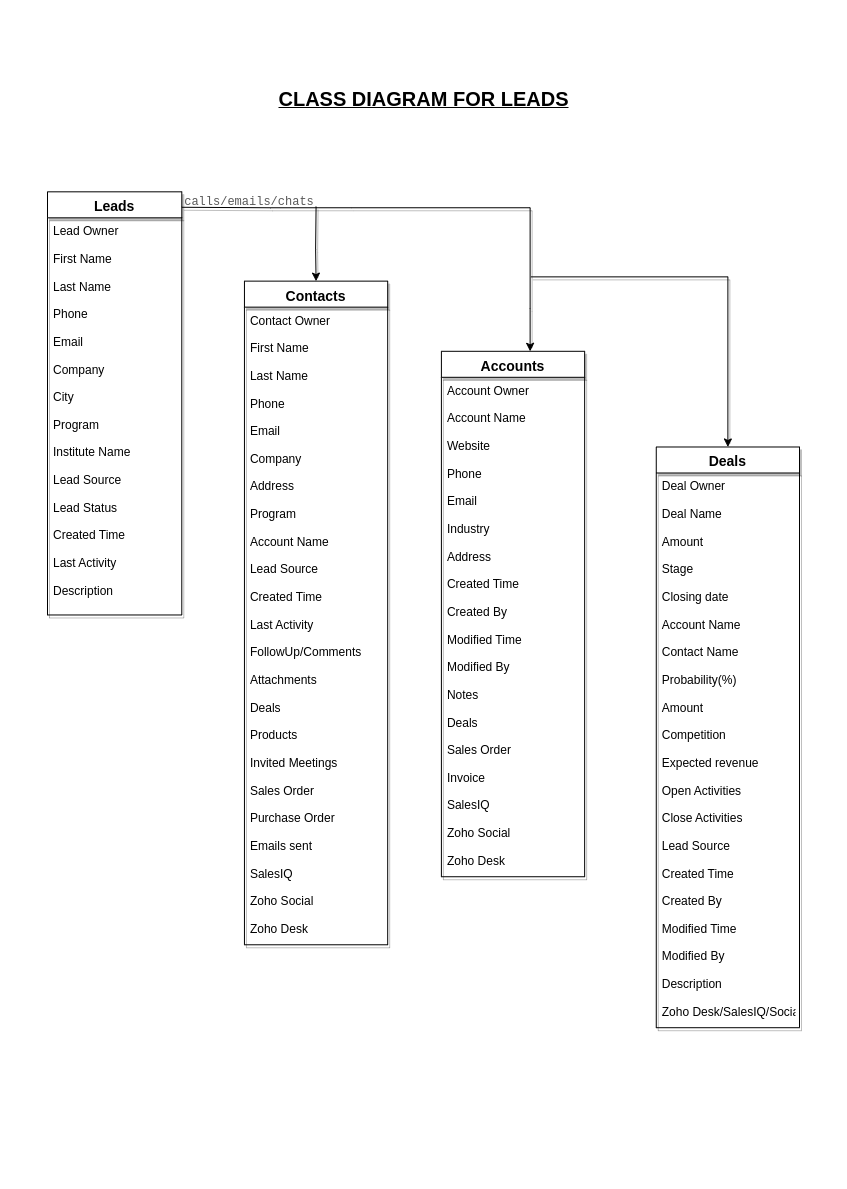 CLASS DIAGRAM FOR LEADS
calls/emails/chats
Leads
Lead Owner
First Name
Last Name
Phone
Email
Company
City
Program
Institute Name
Lead Source
Lead Status
Created Time
Last Activity
Description
Contacts
Contact Owner
First Name
Last Name
Phone
Email
Company
Address
Program
Account Name
Lead Source
Created Time
Last Activity
FollowUp/Comments
Attachments
Deals
Products
Invited Meetings
Sales Order
Purchase Order
Emails sent
SalesIQ
Zoho Social
Zoho Desk
Accounts
Account Owner
Account Name
Website
Phone
Email
Industry
Address
Created Time
Created By
Modified Time
Modified By
Notes
Deals
Sales Order
Invoice
SalesIQ
Zoho Social
Zoho Desk
Deals
Deal Owner
Deal Name
Amount
Stage
Closing date
Account Name
Contact Name
Probability(%)
Amount
Competition
Expected revenue
Open Activities
Close Activities
Lead Source
Created Time
Created By
Modified Time
Modified By
Description
Zoho Desk/SalesIQ/Socia